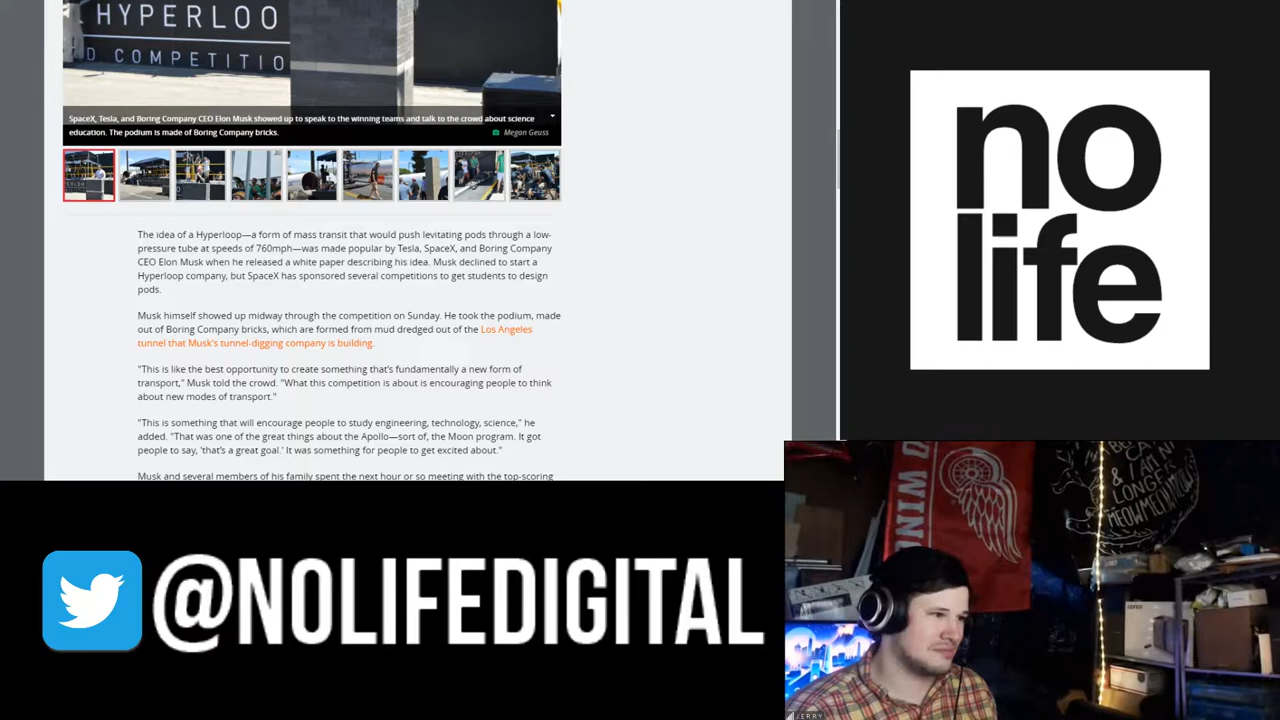 HYPERLOO
D COMPETITIO
SpaceX, Tesla, and Boring Company CEO Elon Musk showed up to speak to the winning teams and talk to the crowd about science
education. The podium is made of Boring Company bricks.
Megan Geuss
The idea of a Hyperloop—a form of mass transit that would push levitating pods through a low-
pressure tube at speeds of 760mph—was made popular by Tesla, SpaceX, and Boring Company
CEO Elon Musk when he released a white paper describing his idea. Musk declined to start a
Hyperloop company, but SpaceX has sponsored several competitions to get students to design
pods.
Musk himself showed up midway through the competition on Sunday. He took the podium, made
out of Boring Company bricks, which are formed from mud dredged out of the Los Angeles
tunnel that Musk's tunnel-digging company is building.
"This is like the best opportunity to create something that's fundamentally a new form of
transport," Musk told the crowd. "What this competition is about is encouraging people to think
about new modes of transport."
"This is something that will encourage people to study engineering, technology, science," he
added. "That was one of the great things about the Apollo—sort of, the Moon program. It got
people to say, 'that's a great goal.' It was something for people to get excited about."
Musk and several members of his family spent the next hour or so meeting with the top-scoring
no
life
@NOLIFEDIGITAL
D WIN
& I AM NO
LONGER
MEOWMEOW
JERRY